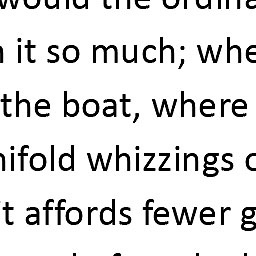 would the ordina
it so much; whe
the boat, where
nifold whizzings o
't affords fewer g